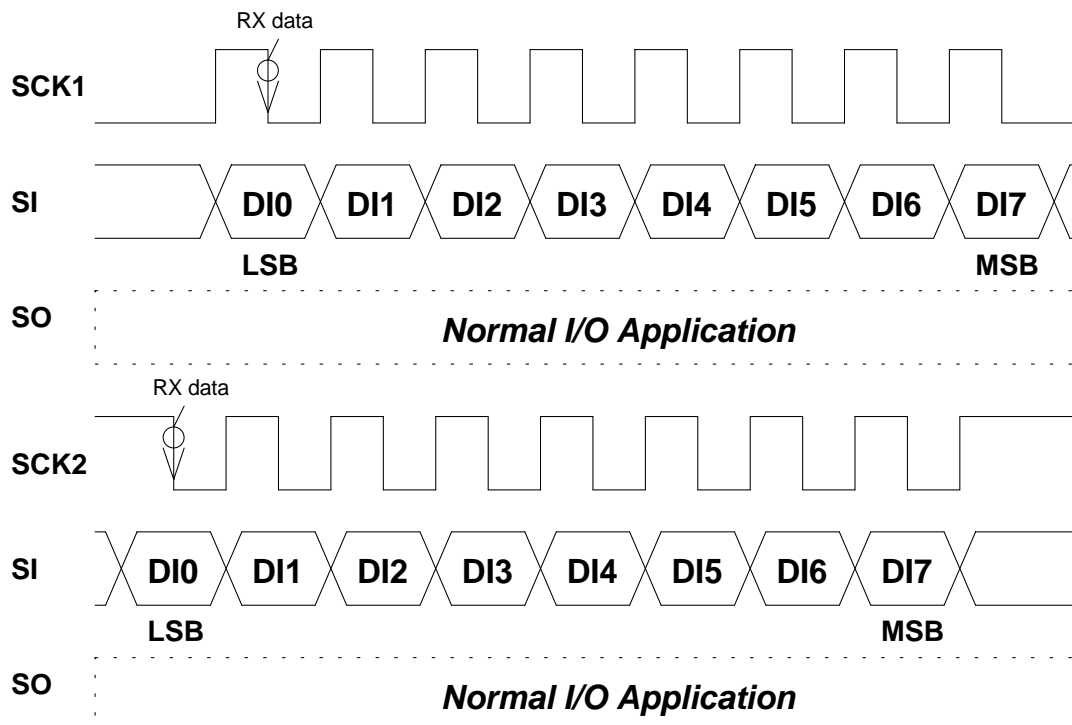 RX data
SCK1
SI DI0 DI1 DI2 DI3 DI4 DI5 DI6 DI7
LSB MSB
SO Normal I/O Application
RX data
SCK2
SI DI0 DI1 DI2 DI3 DI4 DI5 DI6 DI7
LSB MSB
SO Normal I/O Application